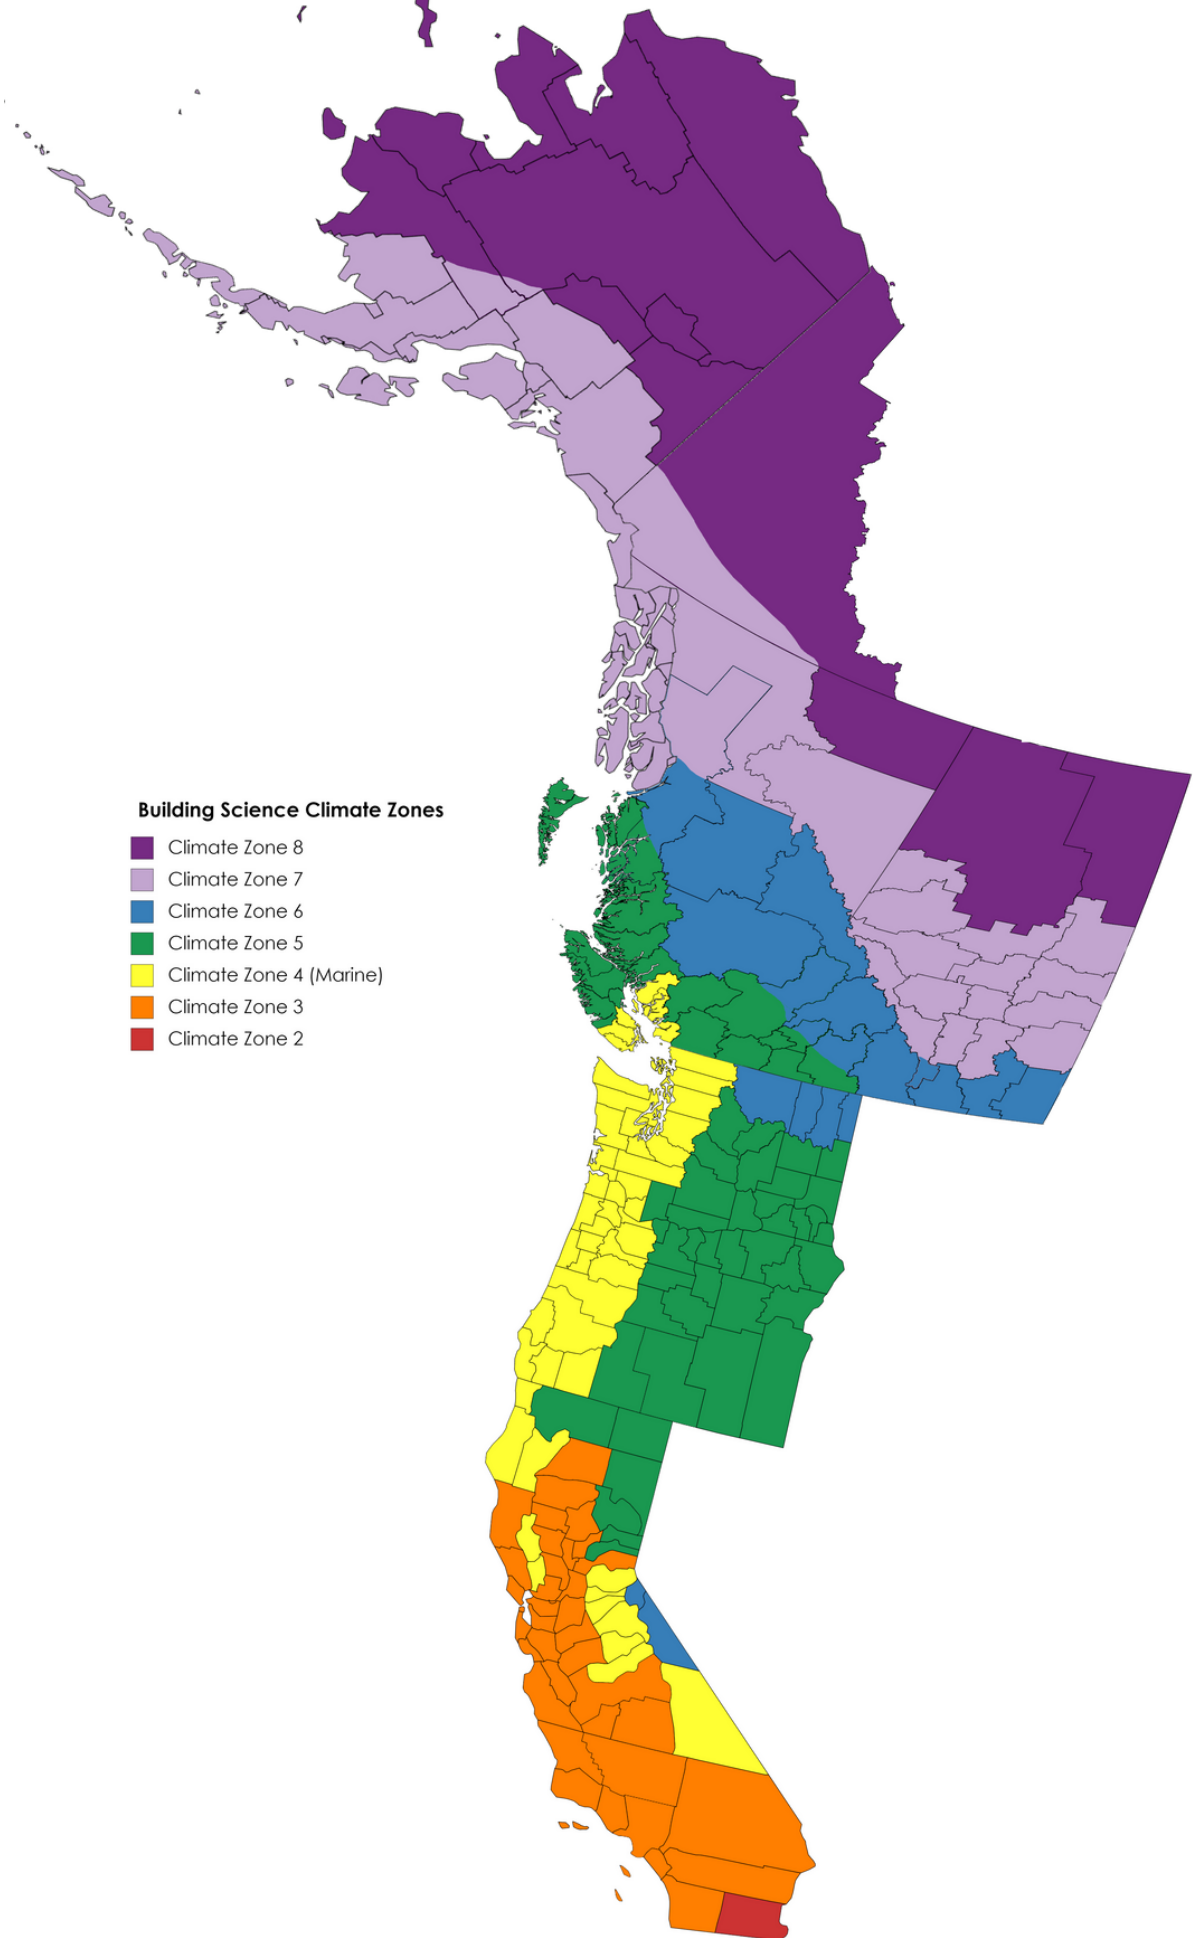 Building Science Climate Zones
Climate Zone 8
Climate Zone 7
Climate Zone 6
Climate Zone 5
Climate Zone 4 (Marine)
Climate Zone 3
Climate Zone 2